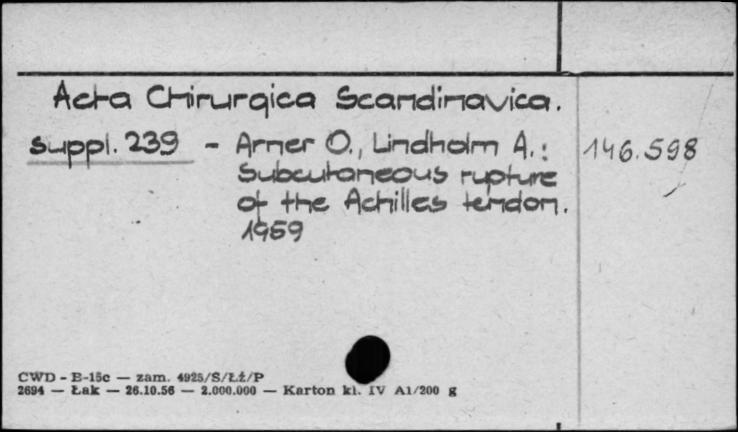 Acta Chirurgica Scandinavica.
suppl. 239 - Arner O., Lindholm A.: 146.598
Subcutaneous rupture
of the Achilles tendon.
1959
CWD - E-15c — zam. 4925/S/Łż/P
2694 — Łak — 26.10.56 — 2.000.000 — Karton kl. IV A1/200 g